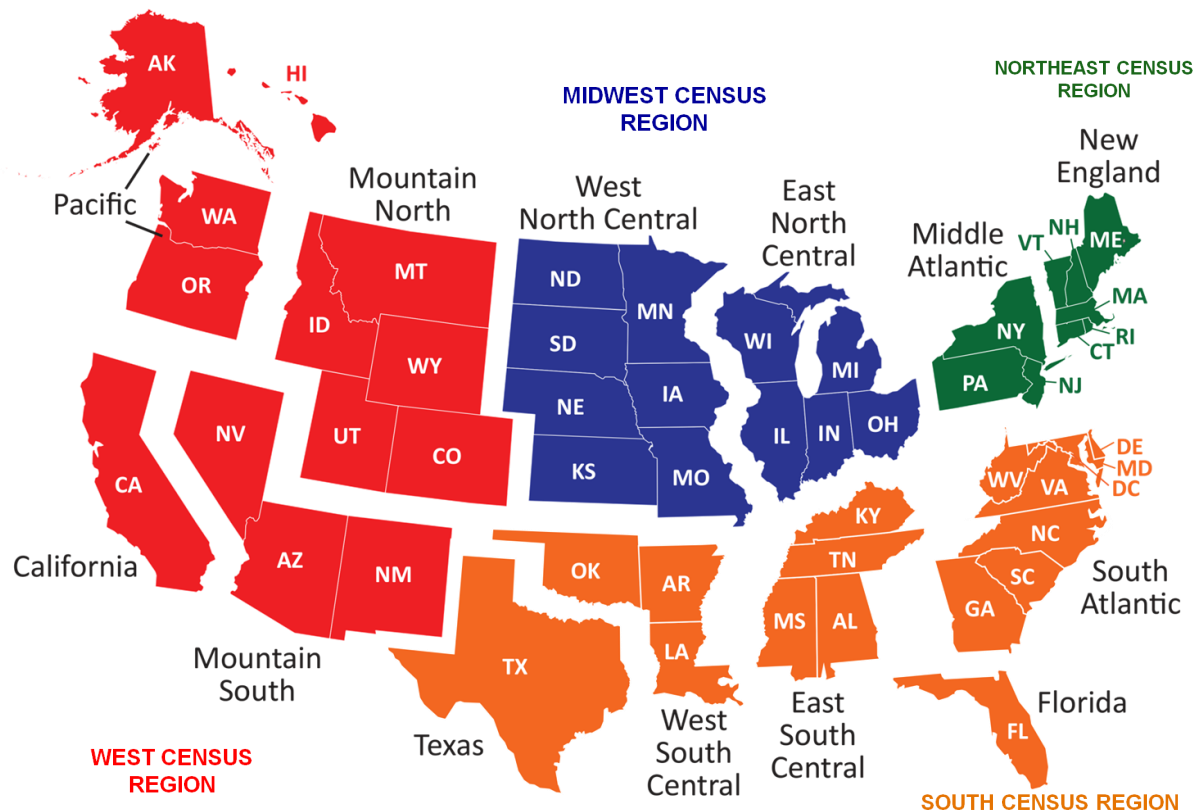 AK
HI
NORTHEAST CENSUS
REGION
MIDWEST CENSUS
REGION
New
England
Pacific
WA
OR
Mountain
North
MT
ID
WY
UT
CO
West
North Central
ND
MN
SD
NE
IA
KS
MO
East
North
Central
WI
MI
IL
IN
OH
Middle
Atlantic
VT
NH
ME
MA
RI
CT
NY
PA
NJ
CA
California
NV
AZ
NM
Mountain
South
WEST CENSUS
REGION
TX
Texas
OK
AR
LA
West
South
Central
KY
TN
MS
AL
East
South
Central
DE
MD
DC
WV
VA
NC
SC
GA
South
Atlantic
FL
Florida
SOUTH CENSUS REGION